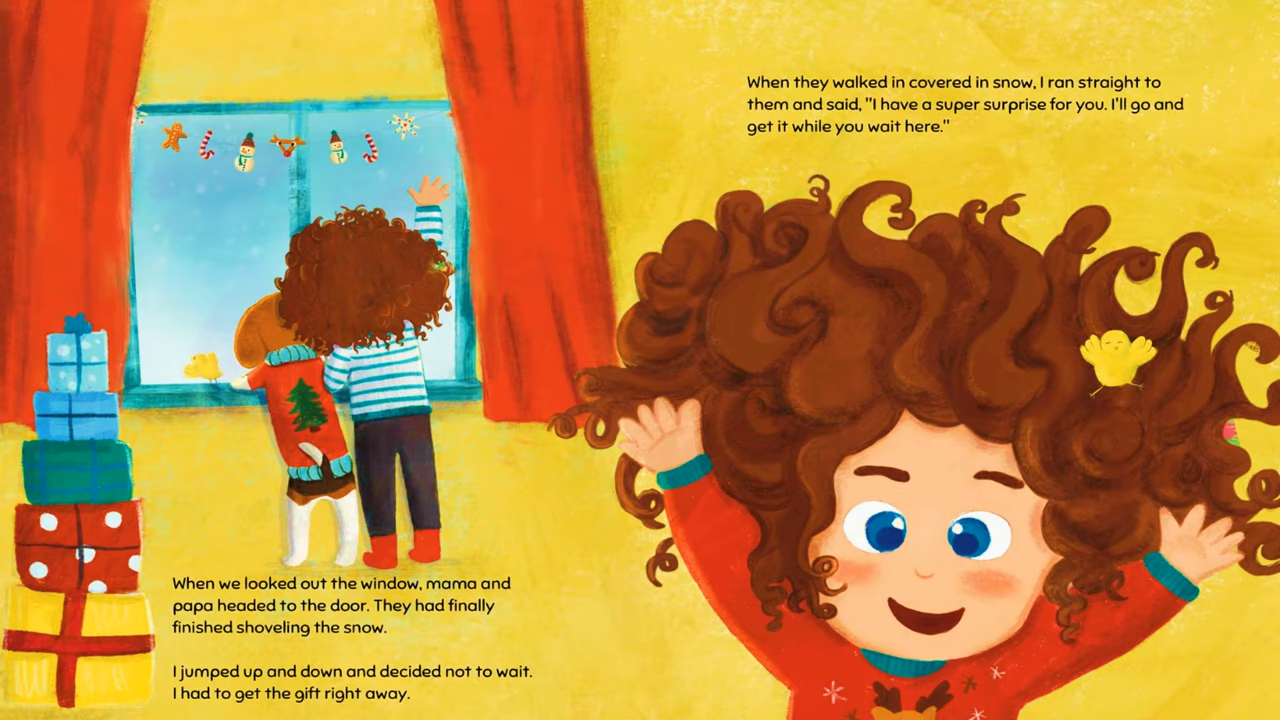 When we looked out the window, mama and
papa headed to the door. They had finally
finished shoveling the snow.
I jumped up and down and decided not to wait.
I had to get the gift right away.
When they walked in covered in snow, I ran straight to
them and said, "I have a super surprise for you. I'll go and
get it while you wait here."